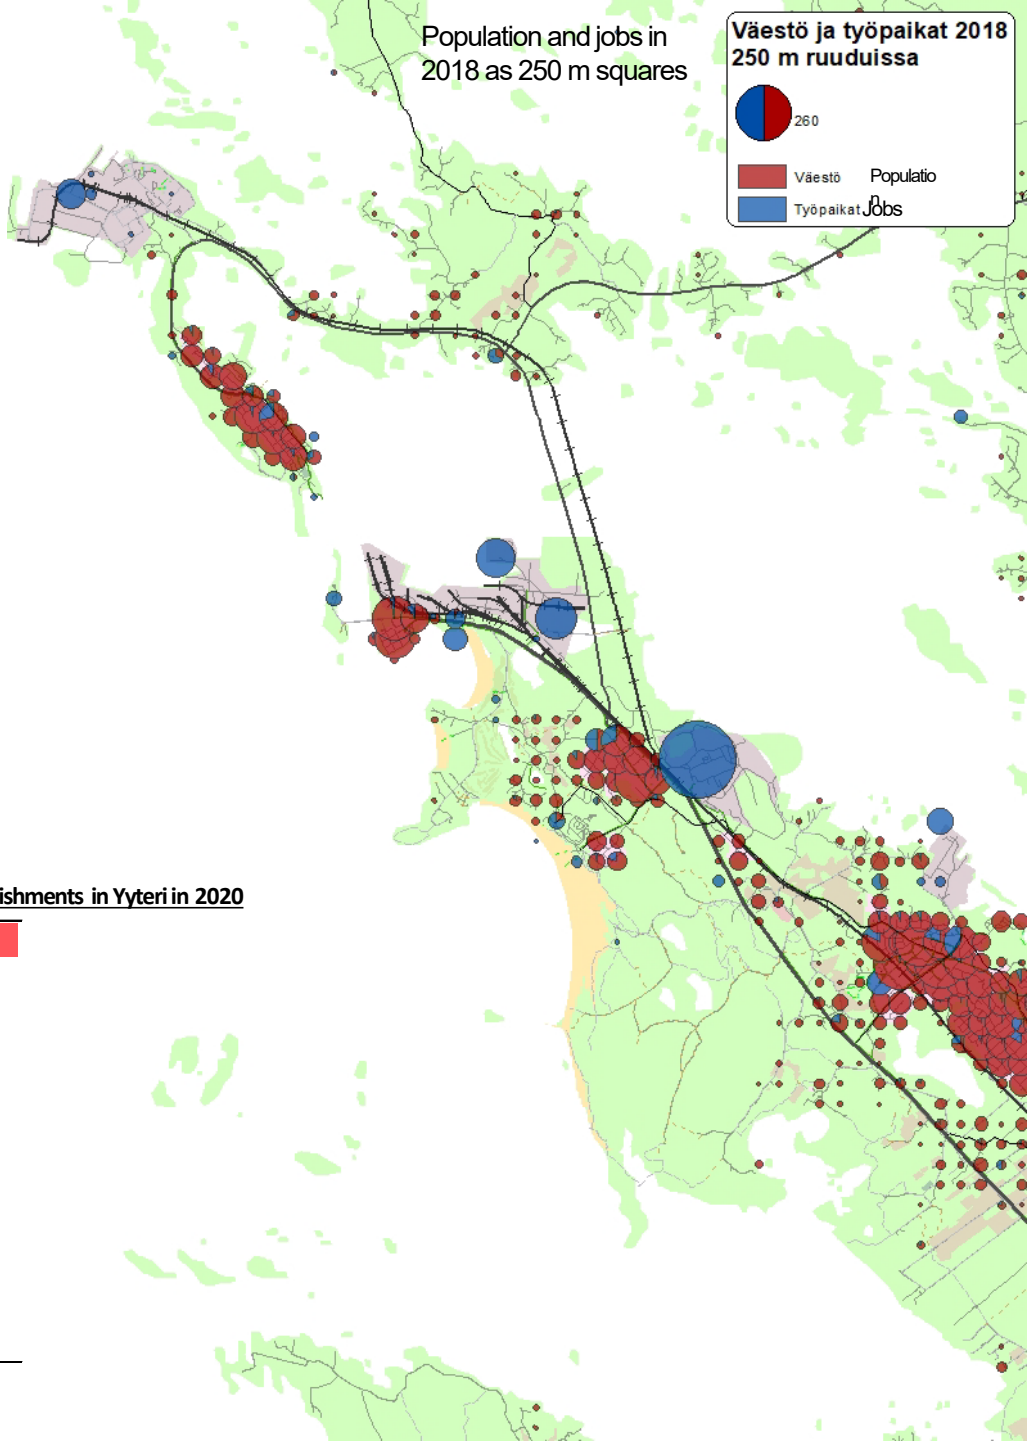 Population and jobs in
2018 as 250 m squares
Väestö ja työpaikat 2018
250 m ruuduissa
260
Väestö Populatio
n
Työpaikat Jobs
ishments in Yyteri in 2020